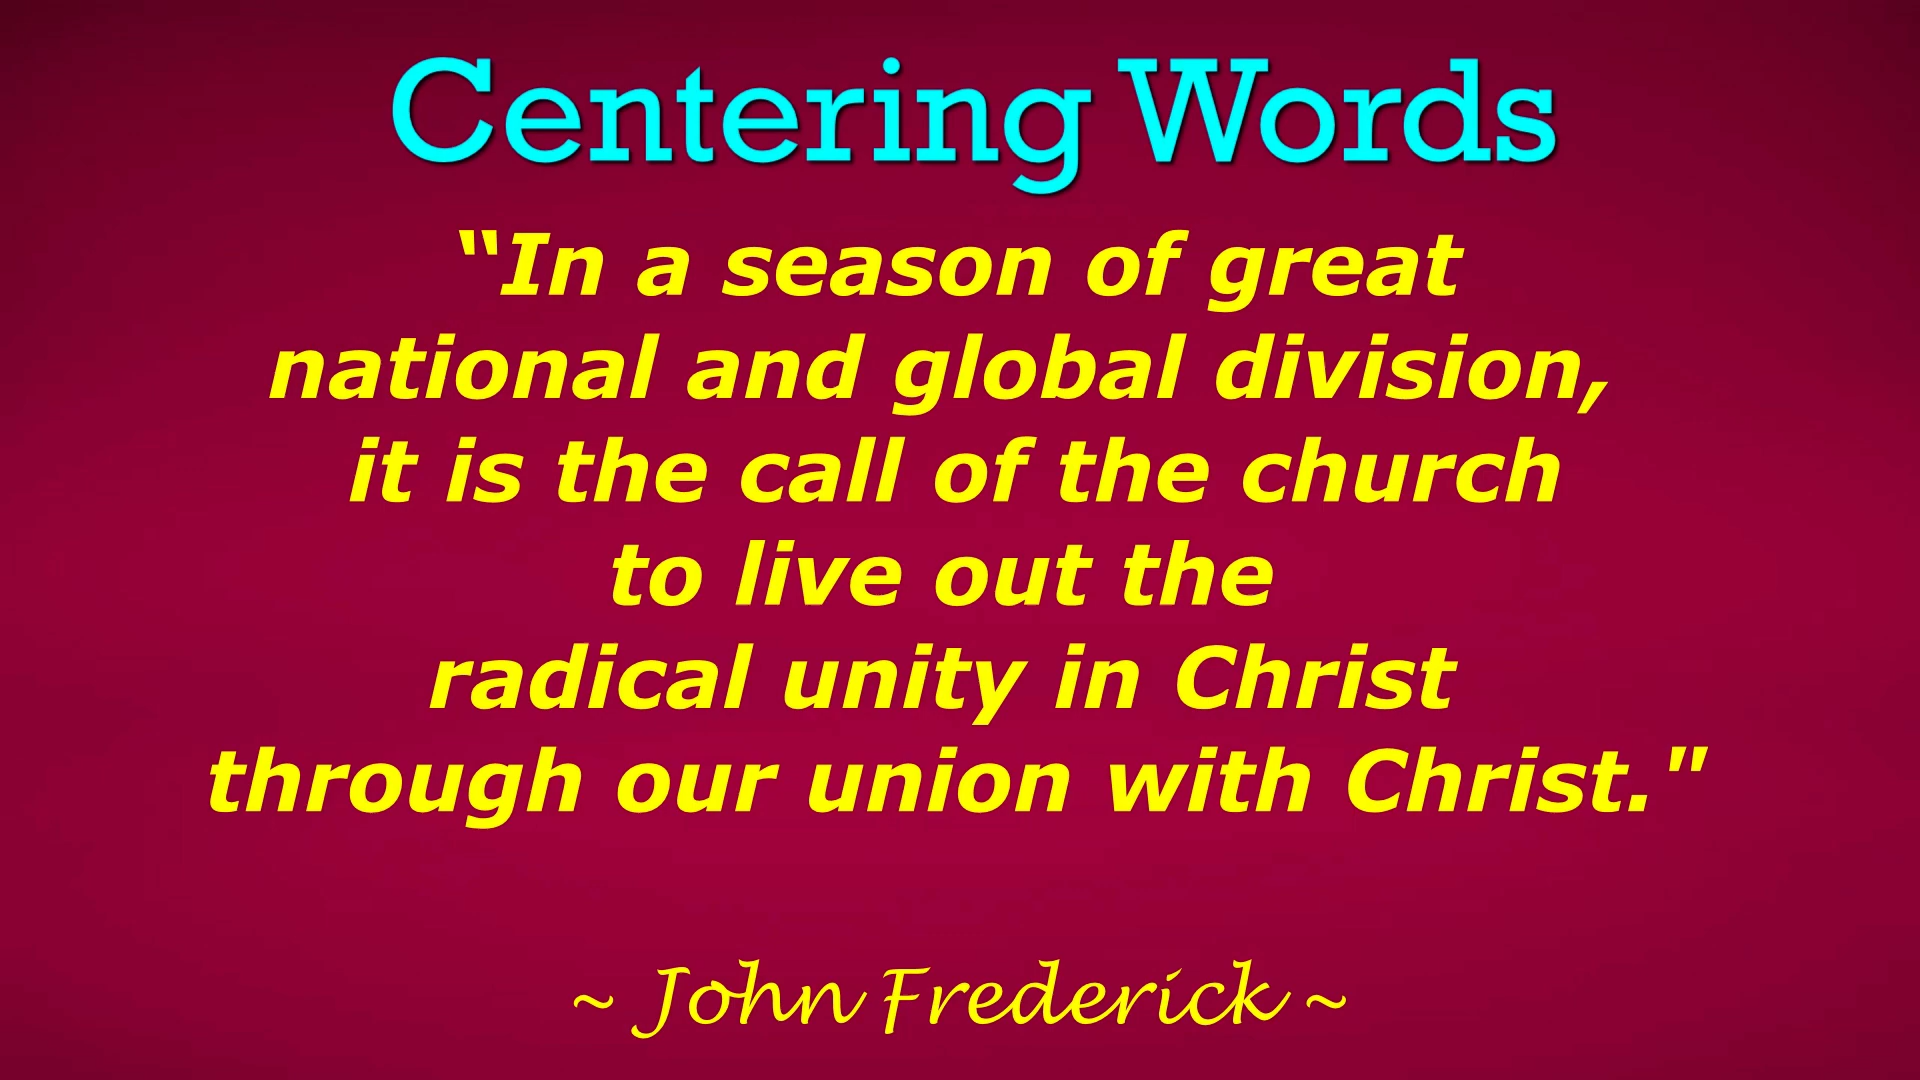 Centering Words
“In a season of great
national and global division,
it is the call of the church
to live out the
radical unity in Christ
through our union with Christ."
~ John Frederick ~